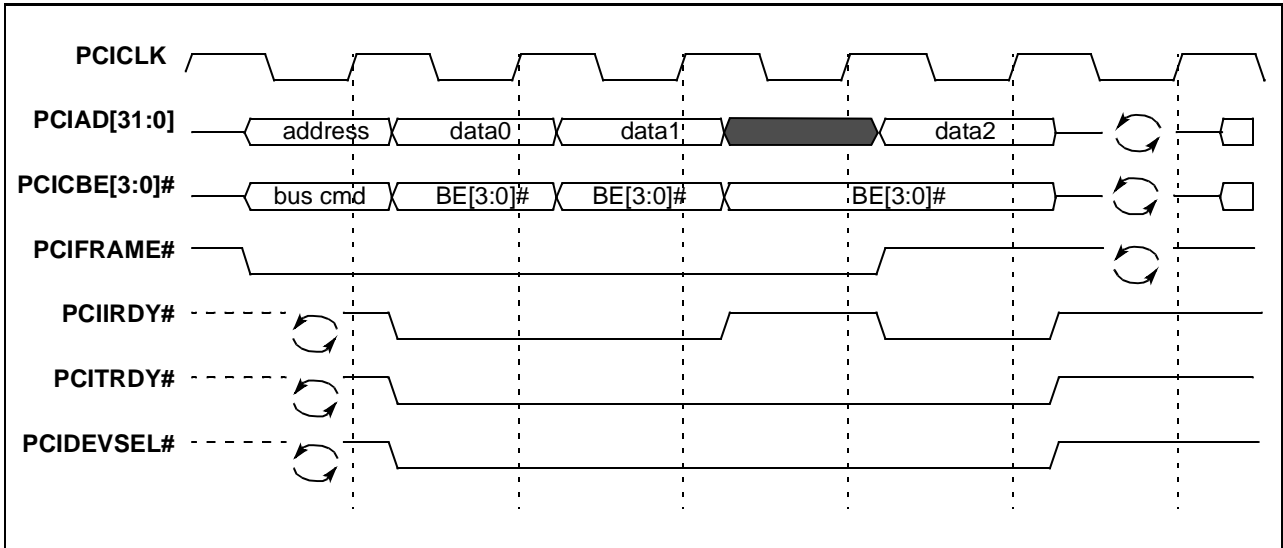 PCICLK
PCIAD[31:0] address data0 data1 data2
PCICBE[3:0]# bus cmd BE[3:0]# BE[3:0]# BE[3:0]#
PCIFRAME#
PCIIRDY#
PCITRDY#
PCIDEVSEL#